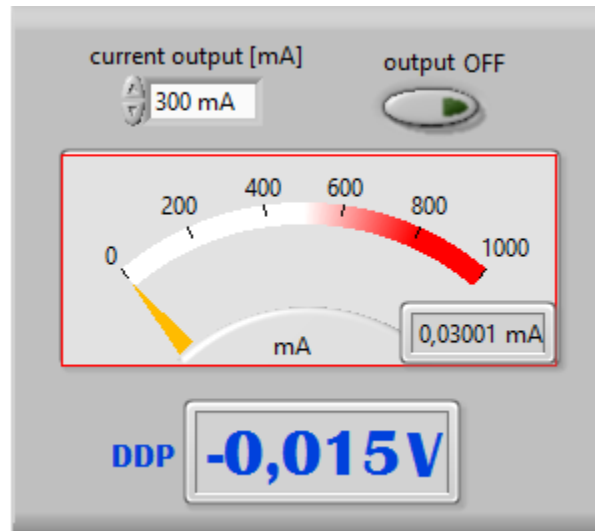 current output [mA]
output OFF
300 mA
0
200
400
600
800
1000
mA
0,03001 mA
DDP
-0,015V